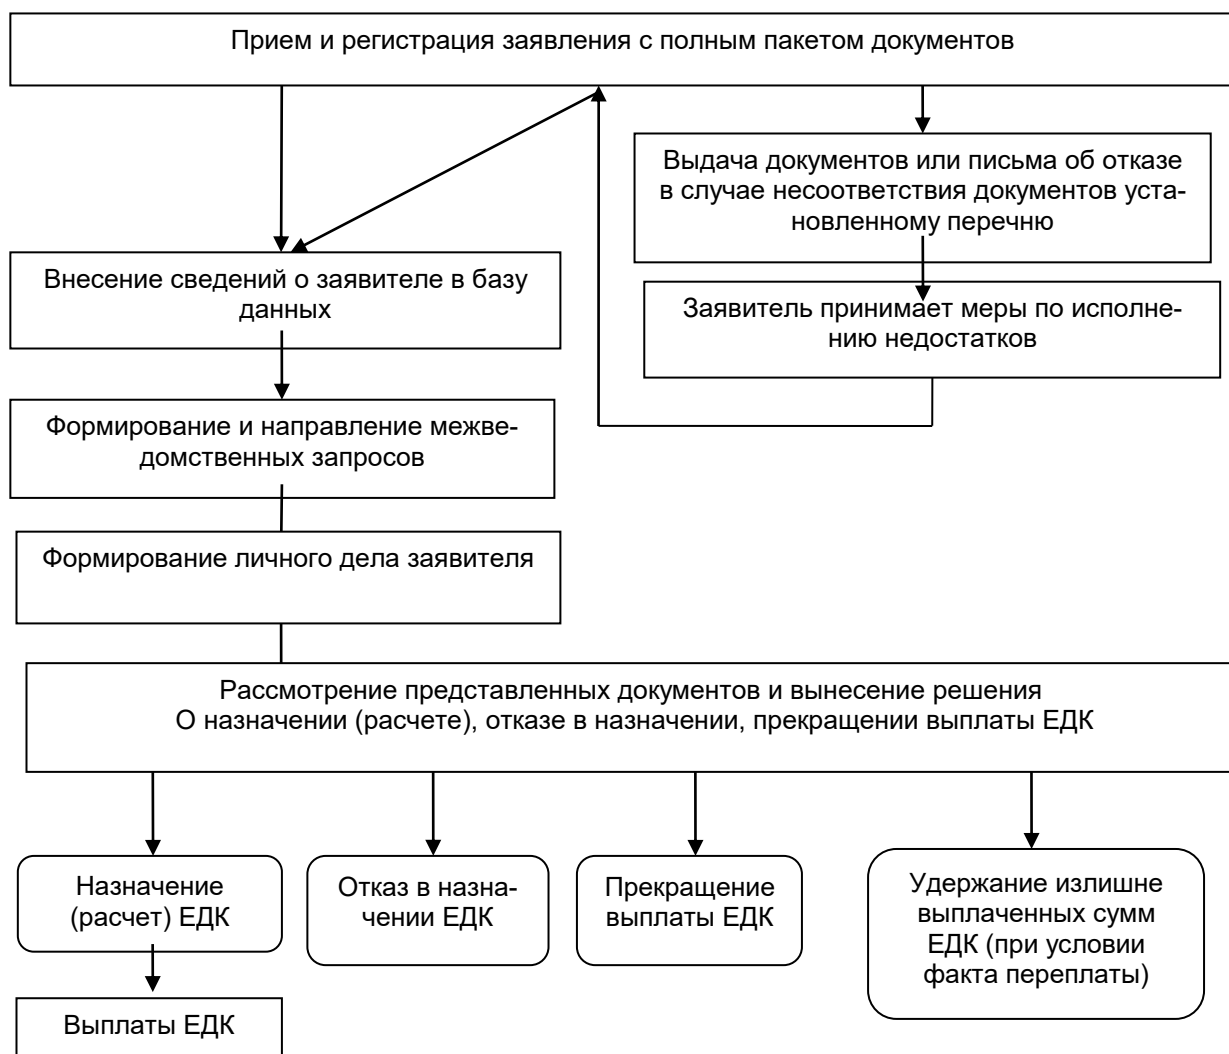 Прием и регистрация заявления с полным пакетом документов
Выдача документов или письма об отказе
в случае несоответствия документов уста-
новленному перечню
Внесение сведений о заявителе в базу
данных
Заявитель принимает меры по исполне-
нию недостатков
Формирование и направление межве-
домственных запросов
Формирование личного дела заявителя
Рассмотрение представленных документов и вынесение решения
О назначении (расчете), отказе в назначении, прекращении выплаты ЕДК
Назначение
(расчет) ЕДК
Отказ в назна-
чении ЕДК
Прекращение
выплаты ЕДК
Удержание излишне
выплаченных сумм
ЕДК (при условии
факта переплаты)
Выплаты ЕДК